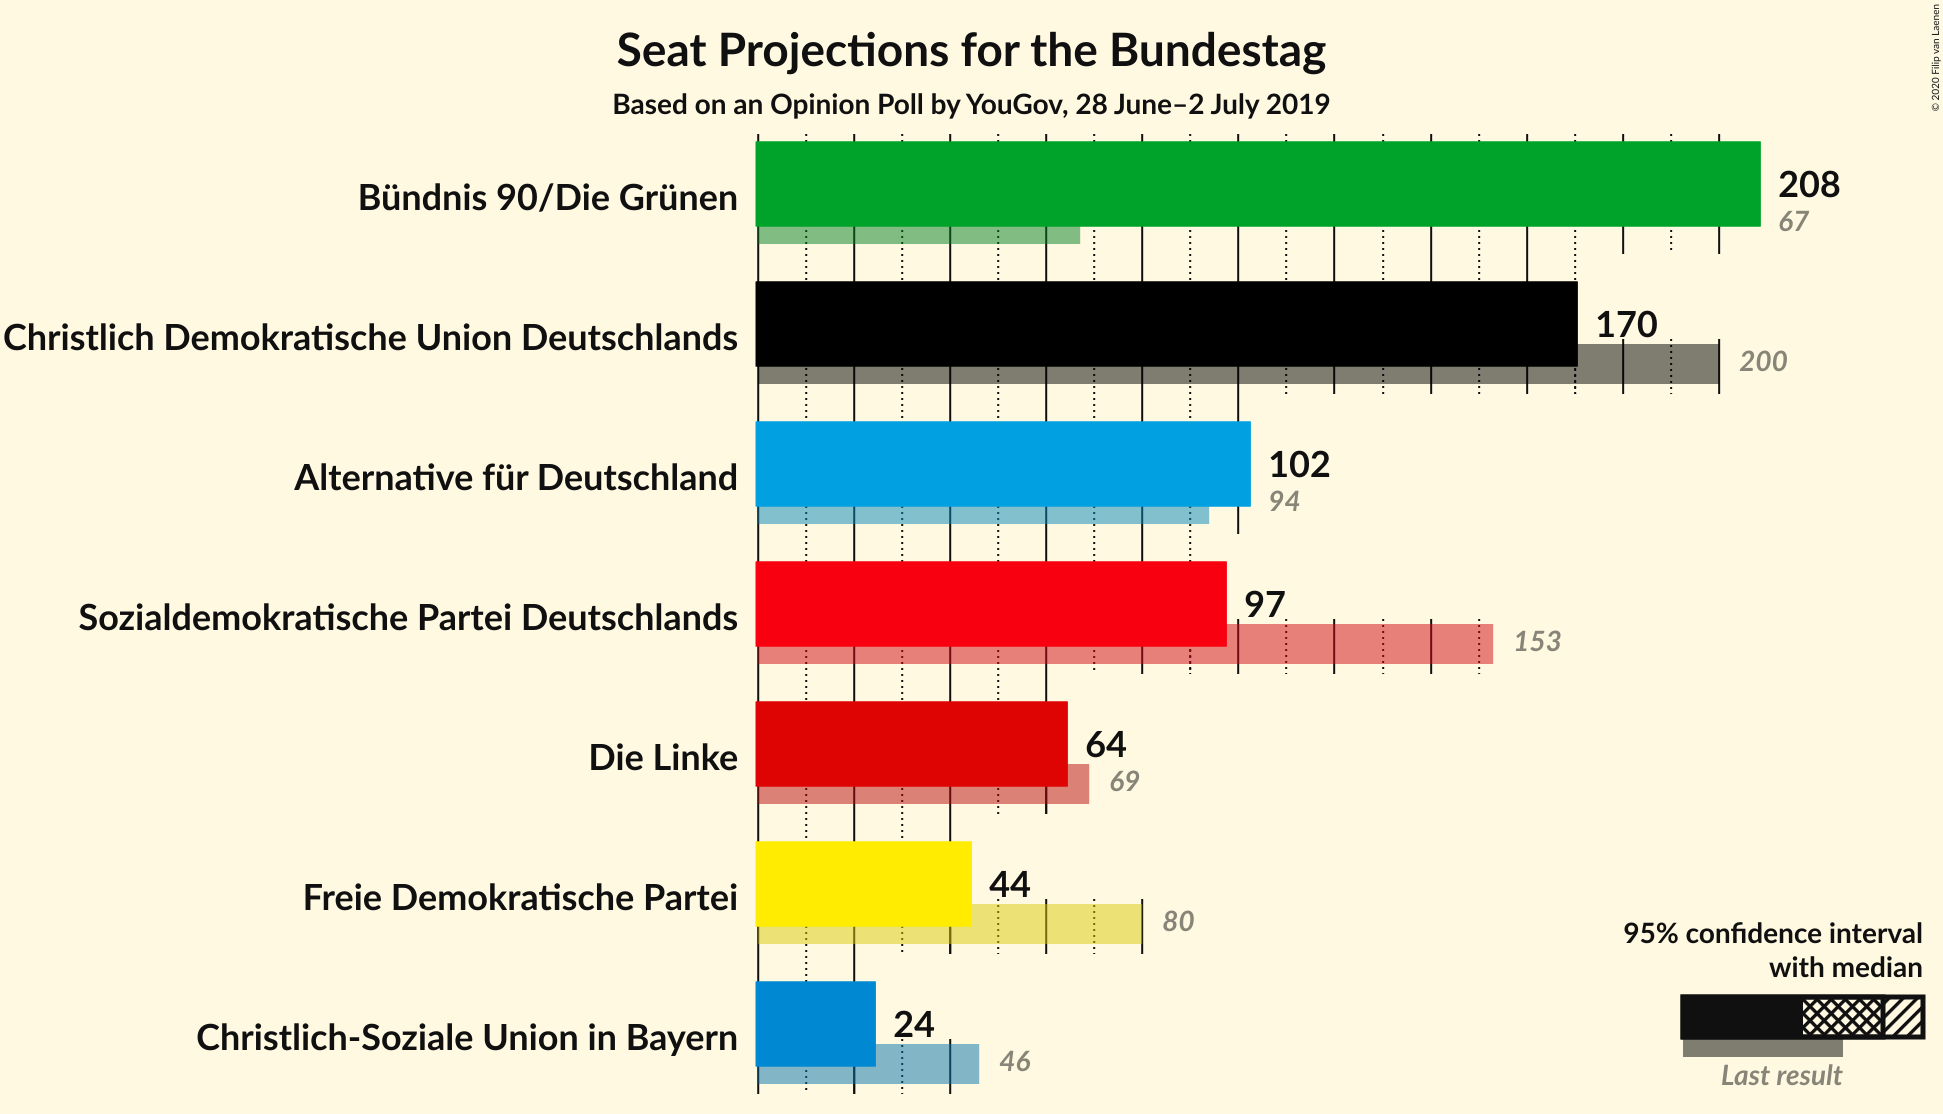 Seat Projections for the Bundestag
Based on an Opinion Poll by YouGov, 28 June–2 July 2019
© 2020 Filip van Laenen
Bündnis 90/Die Grünen
208
67
Christlich Demokratische Union Deutschlands
170
200
Alternative für Deutschland
102
94
Sozialdemokratische Partei Deutschlands
97
153
Die Linke
64
69
Freie Demokratische Partei
44
80
Christlich-Soziale Union in Bayern
24
46
95% confidence interval
with median
Last result